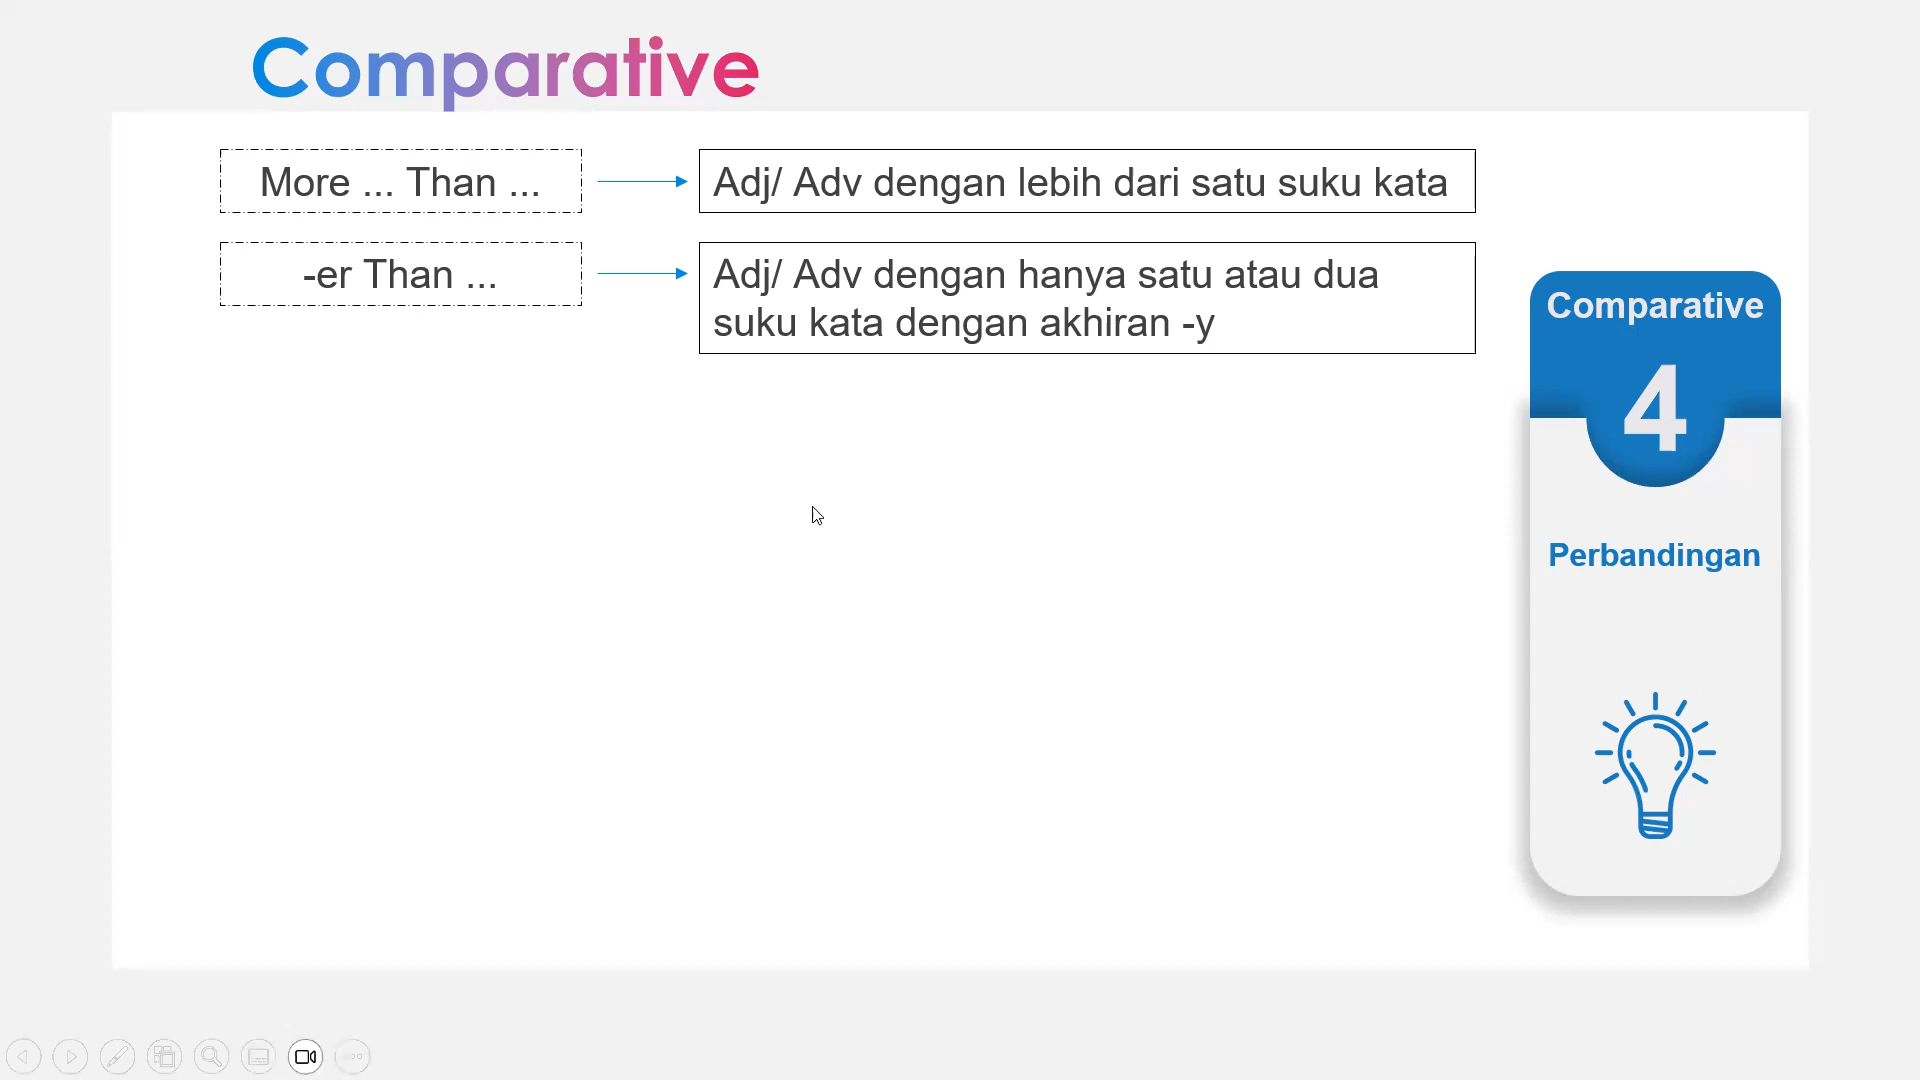 Comparative
More ... Than ...
Adj/ Adv dengan lebih dari satu suku kata
-er Than ...
Adj/ Adv dengan hanya satu atau dua
suku kata dengan akhiran -y
Comparative
4
Perbandingan